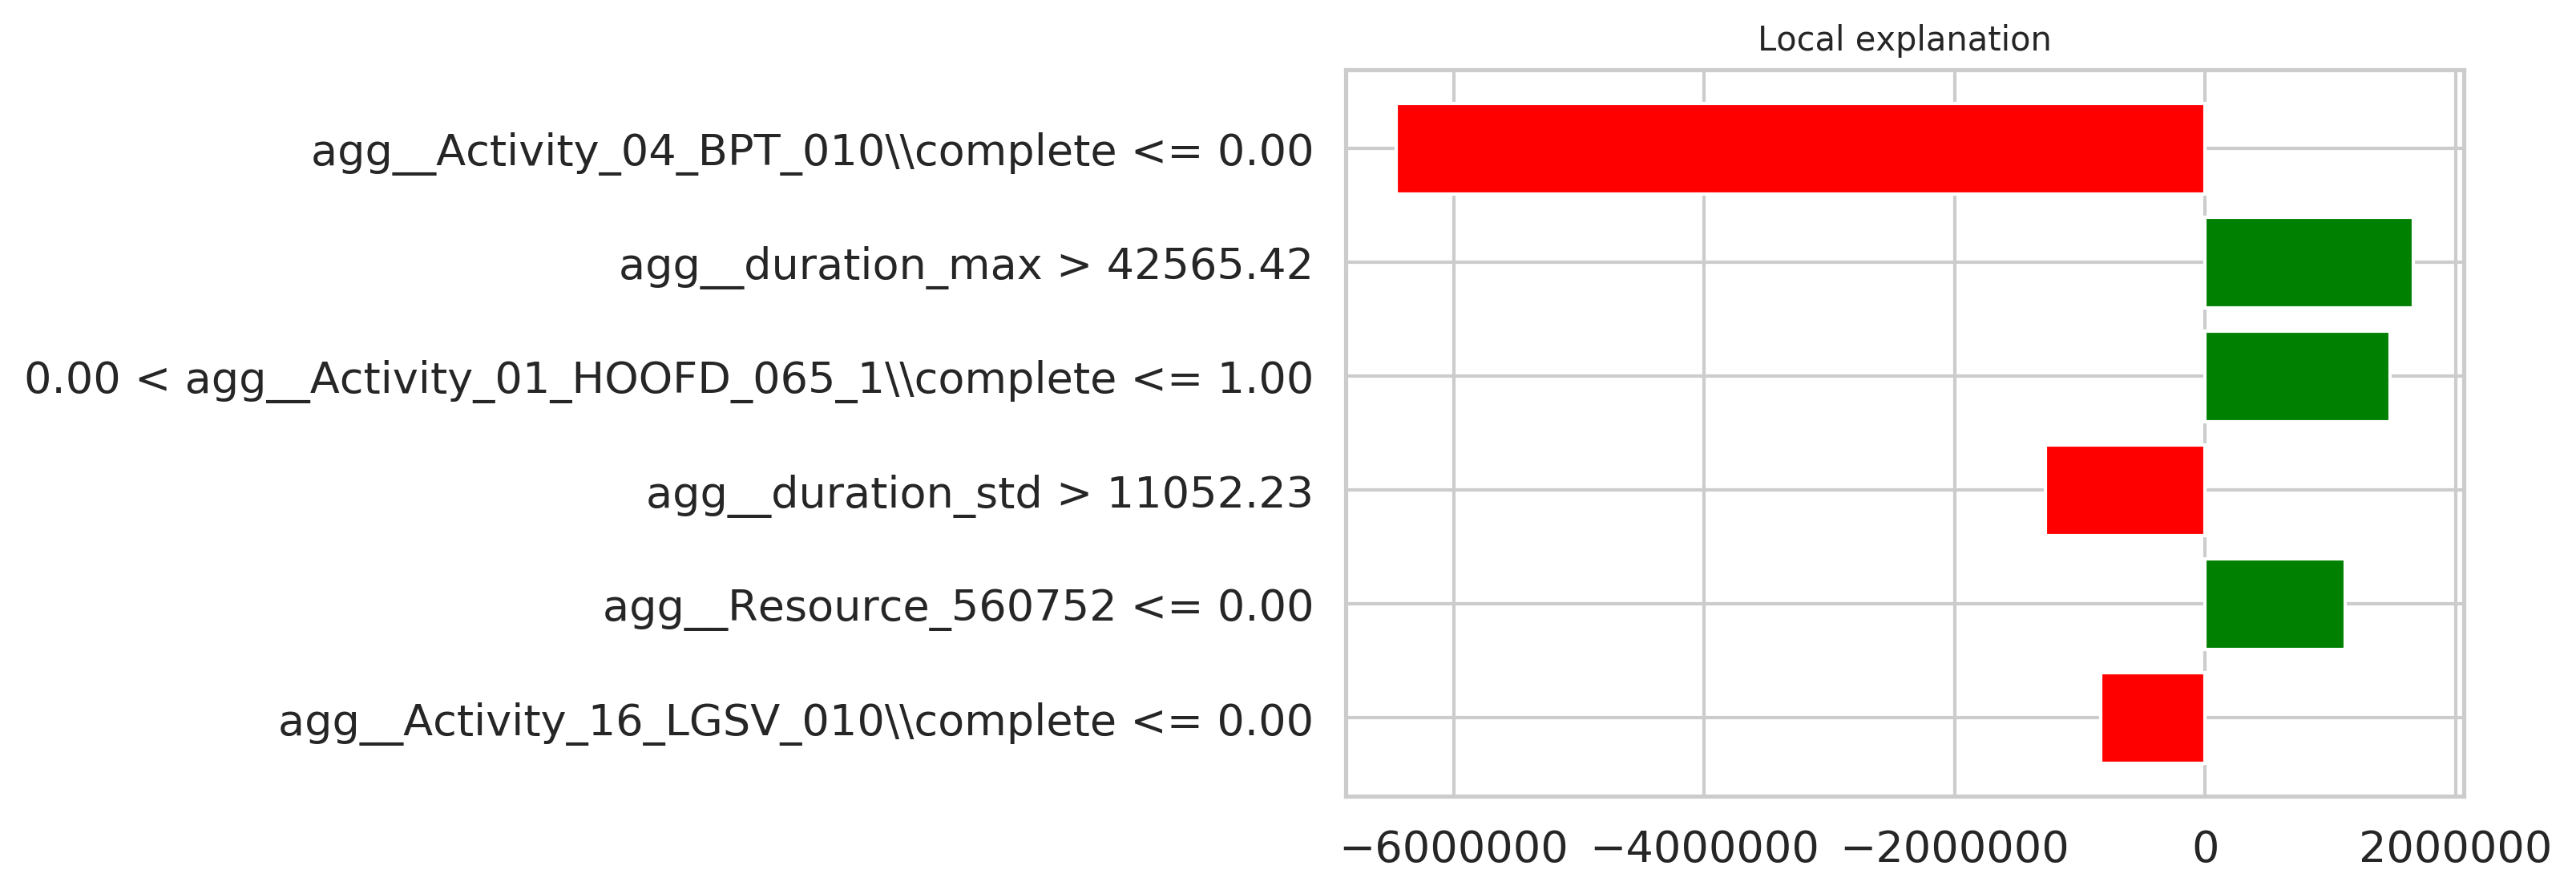 Local explanation
agg__Activity_04_BPT_010\\complete <= 0.00
agg__duration_max > 42565.42
0.00 < agg__Activity_01_HOOFD_065_1\\complete <= 1.00
agg__duration_std > 11052.23
agg__Resource_560752 <= 0.00
agg__Activity_16_LGSV_010\\complete <= 0.00
−6000000 −4000000 −2000000 0 2000000